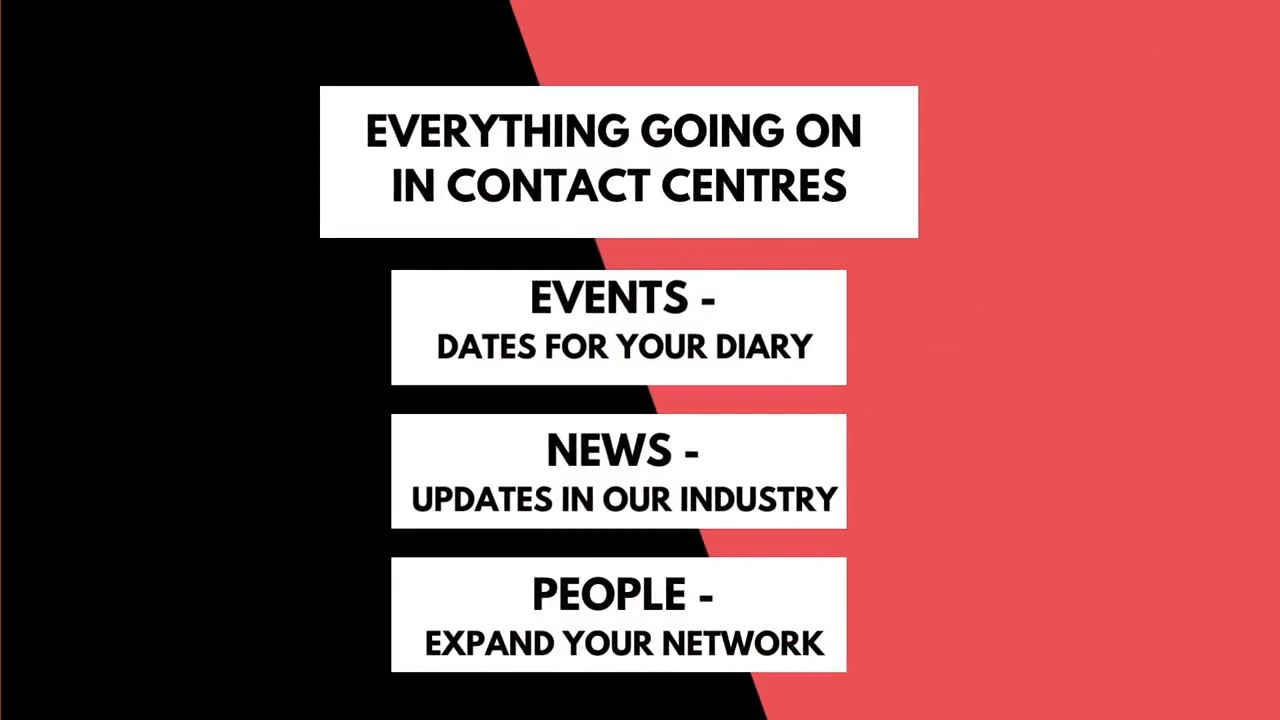 EVERYTHING GOING ON
IN CONTACT CENTRES
EVENTS -
DATES FOR YOUR DIARY
NEWS -
UPDATES IN OUR INDUSTRY
PEOPLE -
EXPAND YOUR NETWORK